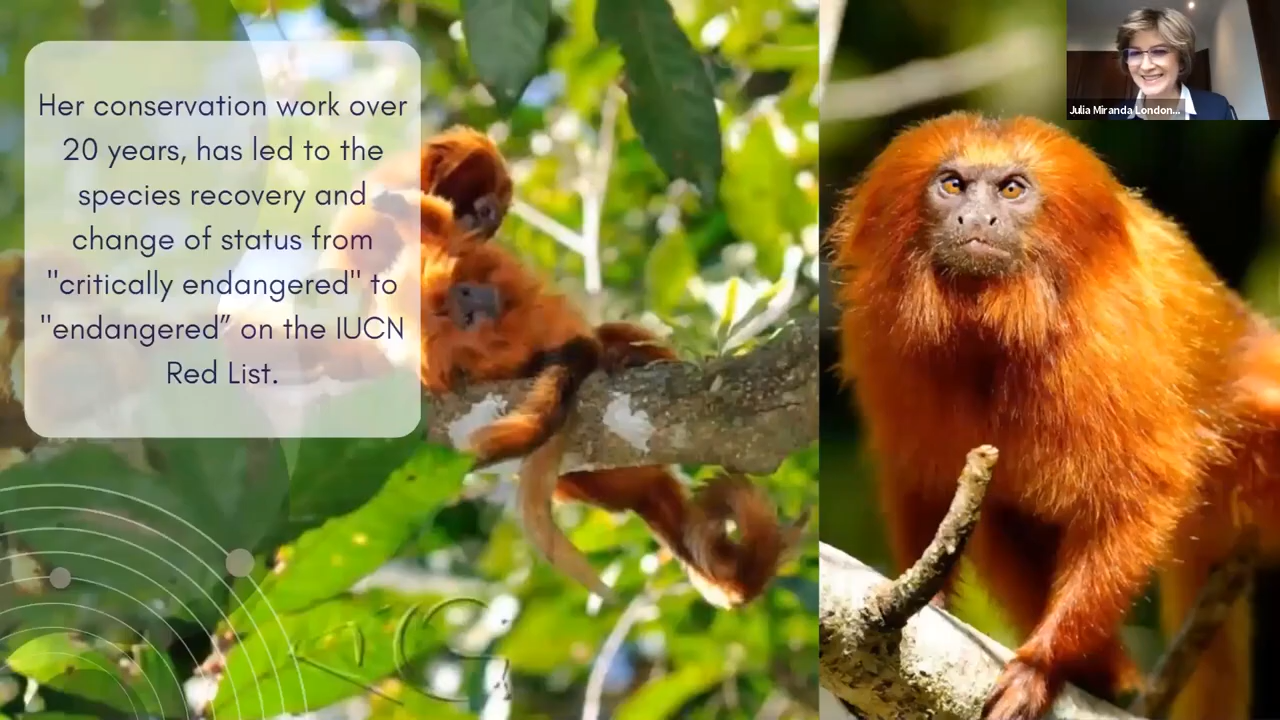 Her conservation work over
20 years, has led to the
species recovery and
change of status from
"critically endangered" to
"endangered” on the IUCN
Red List.
Julia Miranda London...